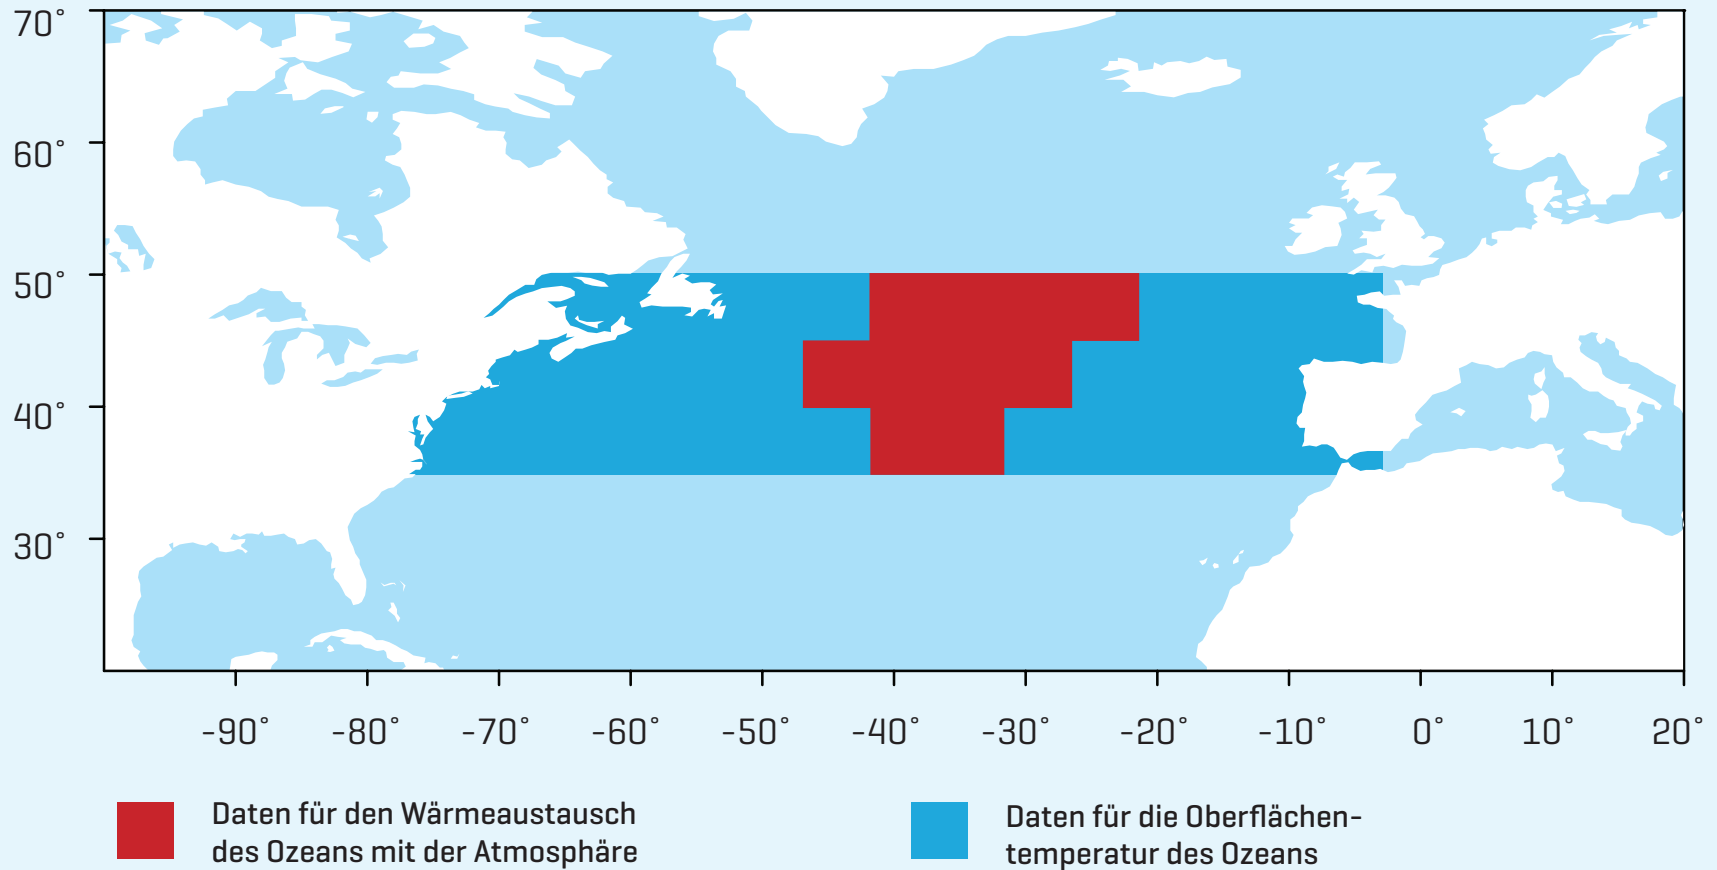 70°
60°
50°
40°
30°
-90° -80° -70° -60° -50° -40° -30° -20° -10° 0° 10° 20°
Daten für den Wärmeaustausch
des Ozeans mit der Atmosphäre
Daten für die Oberflächen-
temperatur des Ozeans